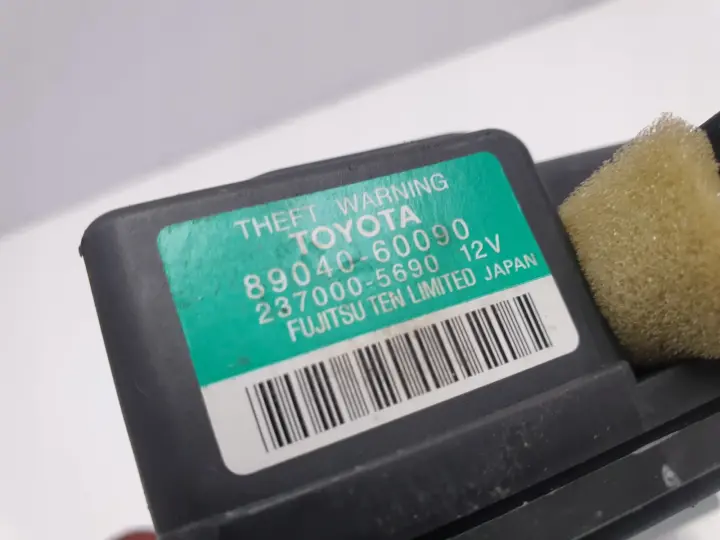 THEFT WARNING
TOYOTA
89040-60090
237000-5690 12V
FUJITSU TEN LIMITED JAPAN